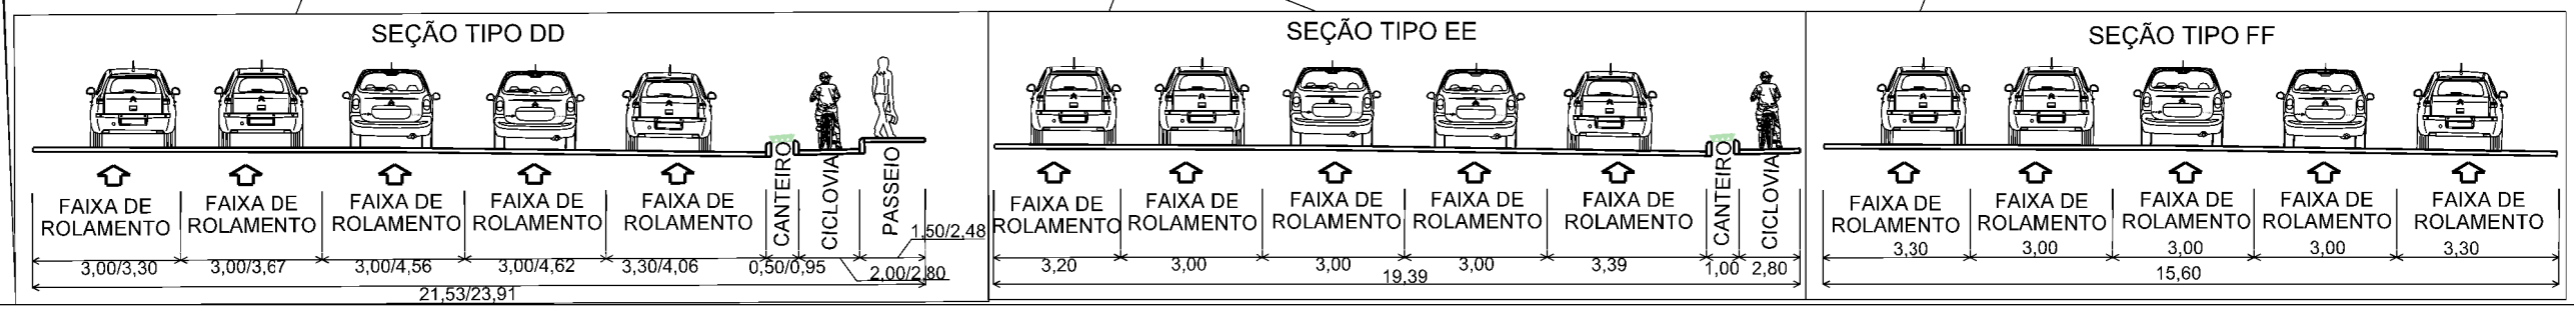 SEÇÃO TIPO DD
FAIXA DE
ROLAMENTO
FAIXA DE
ROLAMENTO
FAIXA DE
ROLAMENTO
FAIXA DE
ROLAMENTO
FAIXA DE
ROLAMENTO
CANTEIRO
CICLOVIA
PASSEIO
3,00/3,30
3,00/3,67
3,00/4,56
3,00/4,62
3,30/4,06
0,50/0,95
2,00/2,80
1,50/2,48
21,53/23,91
SEÇÃO TIPO EE
FAIXA DE
ROLAMENTO
FAIXA DE
ROLAMENTO
FAIXA DE
ROLAMENTO
FAIXA DE
ROLAMENTO
FAIXA DE
ROLAMENTO
CANTEIRO
CICLOVIA
3,20
3,00
3,00
3,00
3,39
1,00
2,80
19,39
SEÇÃO TIPO FF
FAIXA DE
ROLAMENTO
FAIXA DE
ROLAMENTO
FAIXA DE
ROLAMENTO
FAIXA DE
ROLAMENTO
FAIXA DE
ROLAMENTO
3,30
3,00
3,00
3,00
3,30
15,60